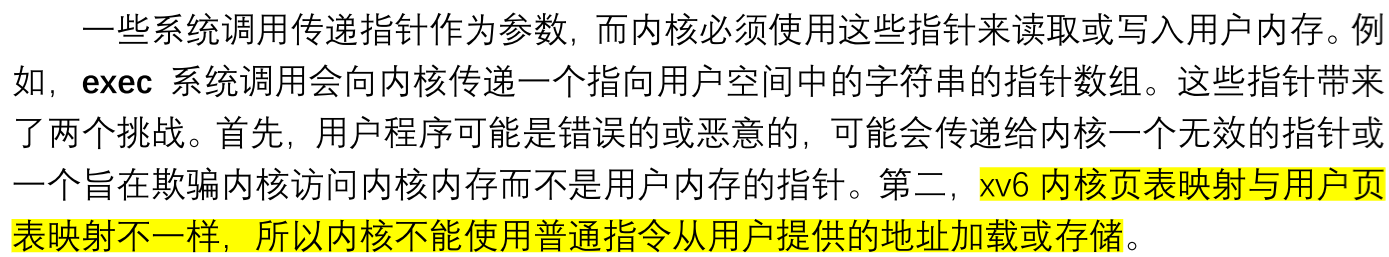 一些系统调用传递指针作为参数，而内核必须使用这些指针来读取或写入用户内存。例
如，exec 系统调用会向内核传递一个指向用户空间中的字符串的指针数组。这些指针带来
了两个挑战。首先，用户程序可能是错误的或恶意的，可能会传递给内核一个无效的指针或
一个旨在欺骗内核访问内核内存而不是用户内存的指针。第二，xv6 内核页表映射与用户页
表映射不一样，所以内核不能使用普通指令从用户提供的地址加载或存储。